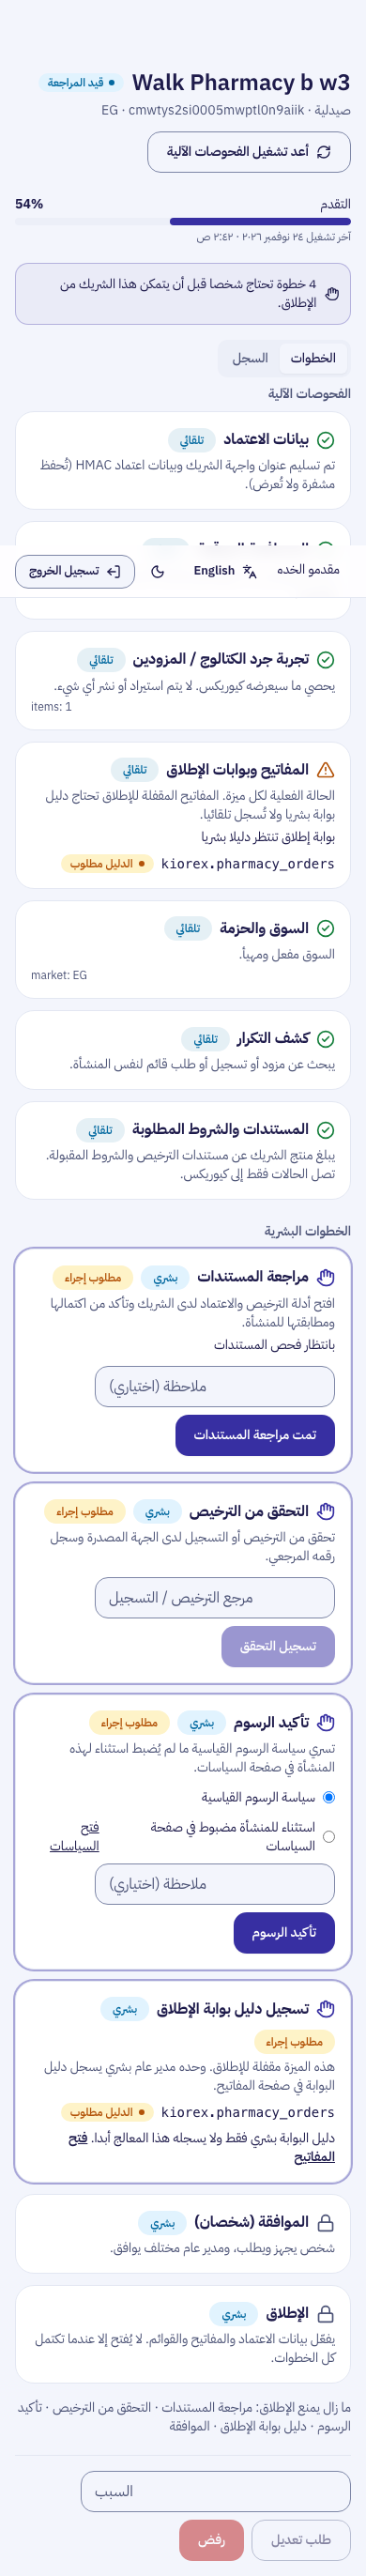 Walk Pharmacy b w3 قيد المراجعة
صيدلية · EG · cmwtys2si0005mwptl0n9aiik
أعد تشغيل الفحوصات الآلية
التقدم 54%
آخر تشغيل ٢٤ نوفمبر ٢٠٢٦ · ٢:٤٢ ص
4 خطوة تحتاج شخصا قبل أن يتمكن هذا الشريك من
الإطلاق.
الخطوات السجل
الفحوصات الآلية
بيانات الاعتماد تلقائي
تم تسليم عنوان واجهة الشريك وبيانات اعتماد HMAC (تُحفظ
مشفرة ولا تُعرض).
مقدمو الخده English تسجيل الخروج
تجربة جرد الكتالوج / المزودين تلقائي
يحصي ما سيعرضه كيوريكس. لا يتم استيراد أو نشر أي شيء.
items: 1
المفاتيح وبوابات الإطلاق تلقائي
الحالة الفعلية لكل ميزة. المفاتيح المقفلة للإطلاق تحتاج دليل
بوابة بشريا ولا تُسجل تلقائيا.
بوابة إطلاق تنتظر دليلا بشريا
kiorex.pharmacy_orders الدليل مطلوب
السوق والحزمة تلقائي
السوق مفعل ومهيأ.
market: EG
كشف التكرار تلقائي
يبحث عن مزود أو تسجيل أو طلب قائم لنفس المنشأة.
المستندات والشروط المطلوبة تلقائي
يبلغ منتج الشريك عن مستندات الترخيص والشروط المقبولة.
تصل الحالات فقط إلى كيوريكس.
الخطوات البشرية
مراجعة المستندات بشري مطلوب إجراء
افتح أدلة الترخيص والاعتماد لدى الشريك وتأكد من اكتمالها
ومطابقتها للمنشأة.
بانتظار فحص المستندات
ملاحظة (اختياري)
تمت مراجعة المستندات
التحقق من الترخيص بشري مطلوب إجراء
تحقق من الترخيص أو التسجيل لدى الجهة المصدرة وسجل
رقمه المرجعي.
مرجع الترخيص / التسجيل
تسجيل التحقق
تأكيد الرسوم بشري مطلوب إجراء
تسري سياسة الرسوم القياسية ما لم يُضبط استثناء لهذه
المنشأة في صفحة السياسات.
سياسة الرسوم القياسية
استثناء للمنشأة مضبوط في صفحة فتح
السياسات السياسات
ملاحظة (اختياري)
تأكيد الرسوم
تسجيل دليل بوابة الإطلاق بشري
مطلوب إجراء
هذه الميزة مقفلة للإطلاق. وحده مدير عام بشري يسجل دليل
البوابة في صفحة المفاتيح.
kiorex.pharmacy_orders الدليل مطلوب
دليل البوابة بشري فقط ولا يسجله هذا المعالج أبدا. فتح
المفاتيح
الموافقة (شخصان) بشري
شخص يجهز ويطلب، ومدير عام مختلف يوافق.
الإطلاق بشري
يفعّل بيانات الاعتماد والمفاتيح والقوائم. لا يُفتح إلا عندما تكتمل
كل الخطوات.
ما زال يمنع الإطلاق: مراجعة المستندات · التحقق من الترخيص · تأكيد
الرسوم · دليل بوابة الإطلاق · الموافقة
السبب
طلب تعديل رفض